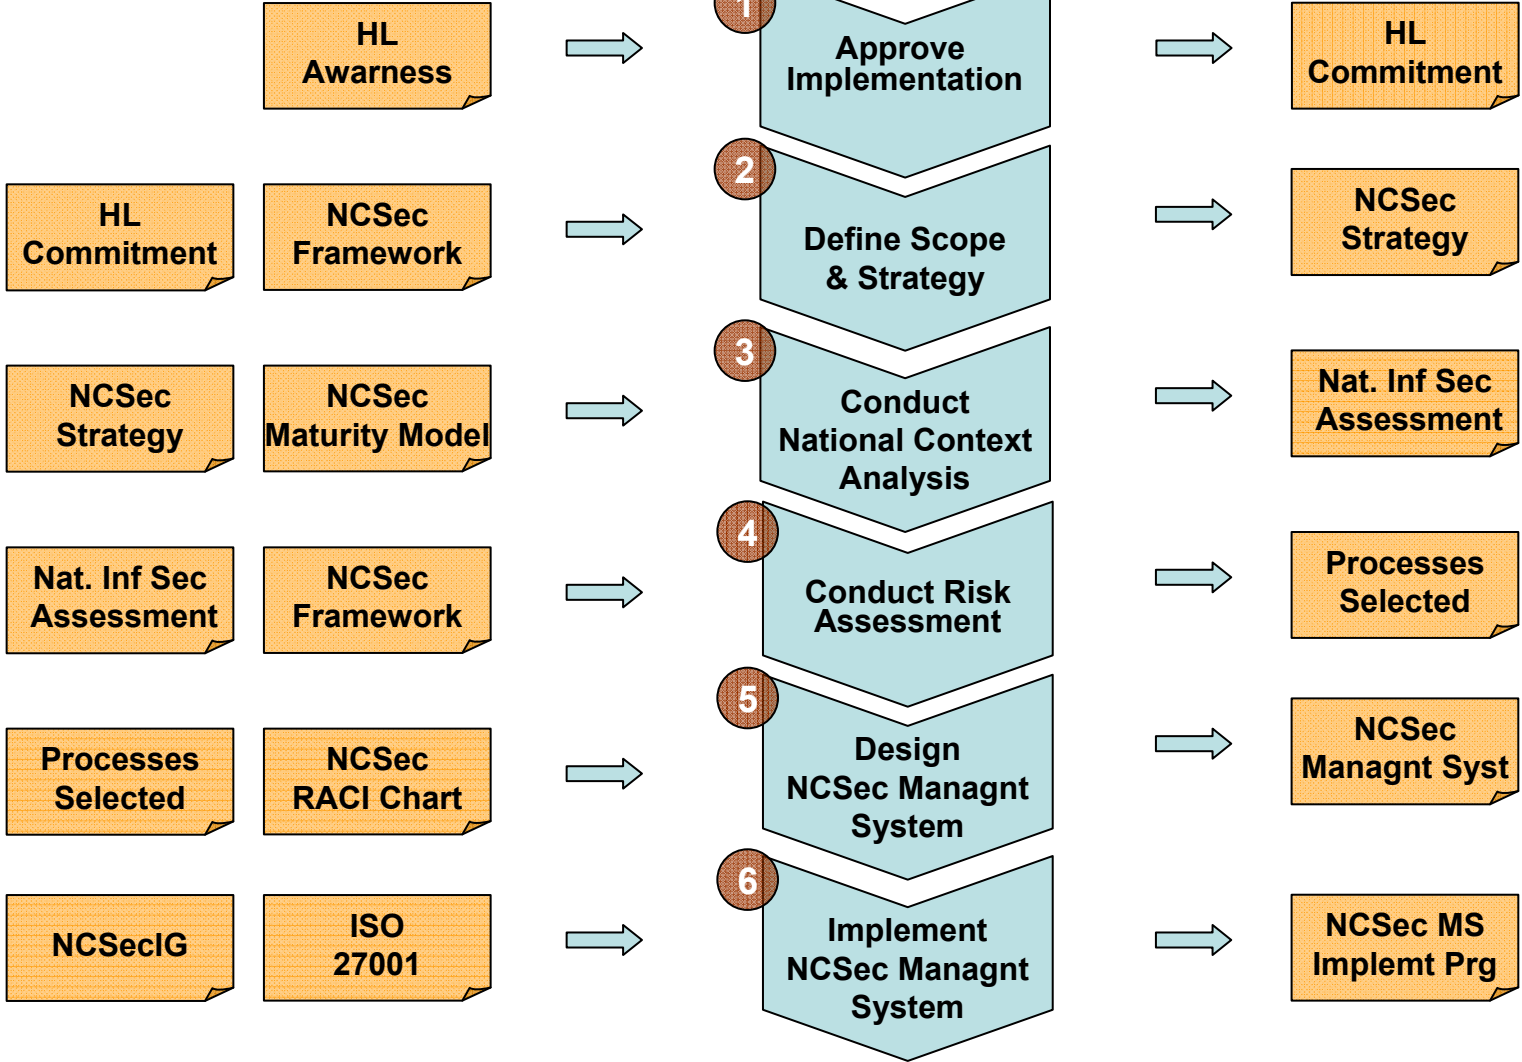 1
HL
Awarness
Approve
Implementation
HL
Commitment
2
HL
Commitment
NCSec
Framework
Define Scope
& Strategy
NCSec
Strategy
3
NCSec
Strategy
NCSec
Maturity Model
Conduct
National Context
Analysis
Nat. Inf Sec
Assessment
4
Nat. Inf Sec
Assessment
NCSec
Framework
Conduct Risk
Assessment
Processes
Selected
5
Processes
Selected
NCSec
RACI Chart
Design
NCSec Managnt
System
NCSec
Managnt Syst
6
NCSecIG
ISO
27001
Implement
NCSec Managnt
System
NCSec MS
Implemt Prg